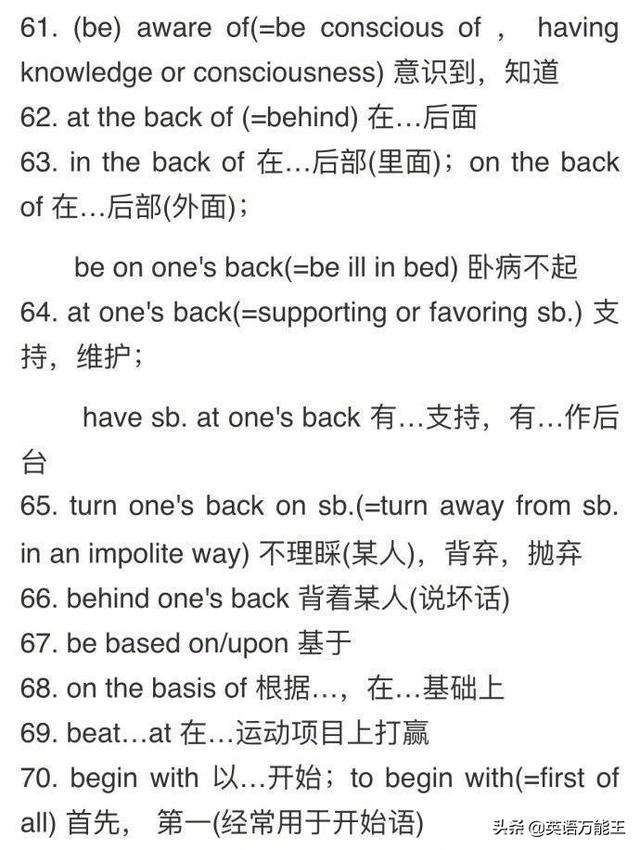 61. (be) aware of(=be conscious of ， having
knowledge or consciousness) 意识到，知道
62. at the back of (=behind) 在…后面
63. in the back of 在…后部(里面)；on the back
of 在…后部(外面)；
be on one's back(=be ill in bed) 卧病不起
64. at one's back(=supporting or favoring sb.) 支
持，维护；
have sb. at one's back 有…支持，有…作后
台
65. turn one's back on sb.(=turn away from sb.
in an impolite way) 不理睬(某人)，背弃，抛弃
66. behind one's back 背着某人(说坏话)
67. be based on/upon 基于
68. on the basis of 根据…，在…基础上
69. beat…at 在…运动项目上打赢
70. begin with 以…开始；to begin with(=first of
all) 首先， 第一(经常用于开始语)
头条 @英语万能王